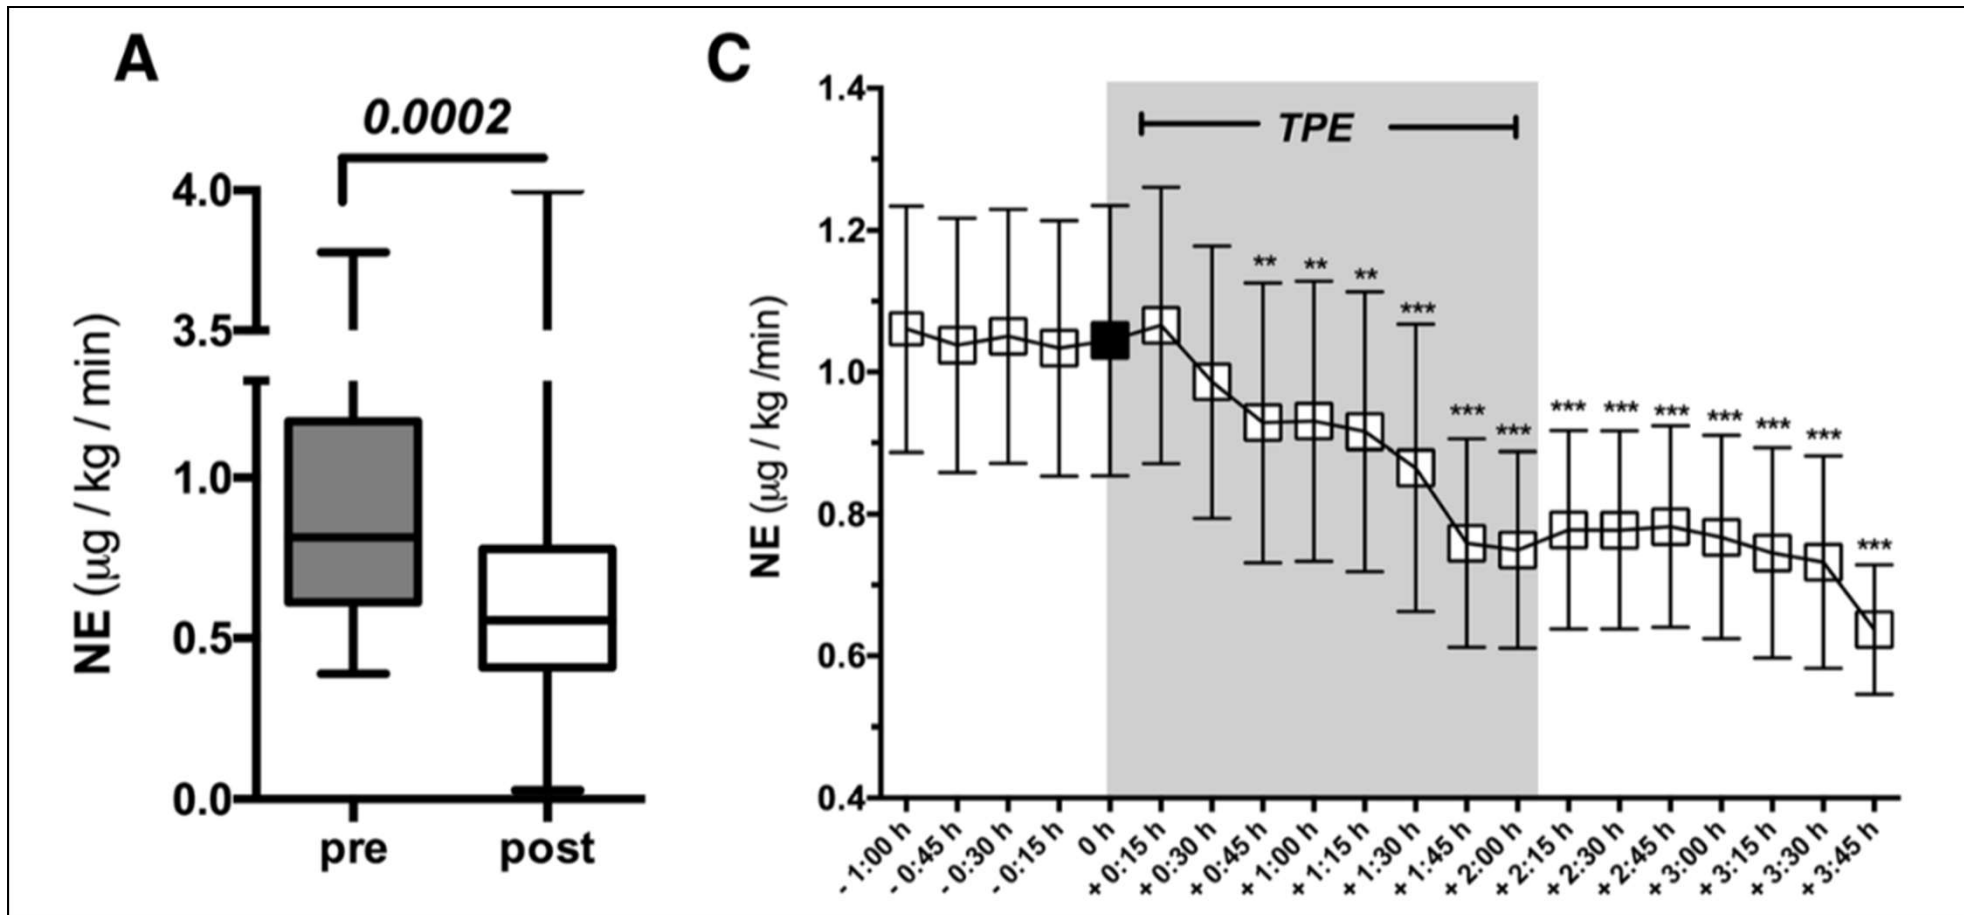 A
0.0002
4.0
3.5
1.0
0.5
0.0
NE (µg / kg / min)
pre
post
C
1.4
1.2
1.0
0.8
0.6
0.4
NE (µg / kg /min)
TPE
**
**
**
***
***
***
***
***
***
***
***
***
***
- 1:00 h
- 0:45 h
- 0:30 h
- 0:15 h
0 h
+ 0:15 h
+ 0:30 h
+ 0:45 h
+ 1:00 h
+ 1:15 h
+ 1:30 h
+ 1:45 h
+ 2:00 h
+ 2:15 h
+ 2:30 h
+ 2:45 h
+ 3:00 h
+ 3:15 h
+ 3:30 h
+ 3:45 h